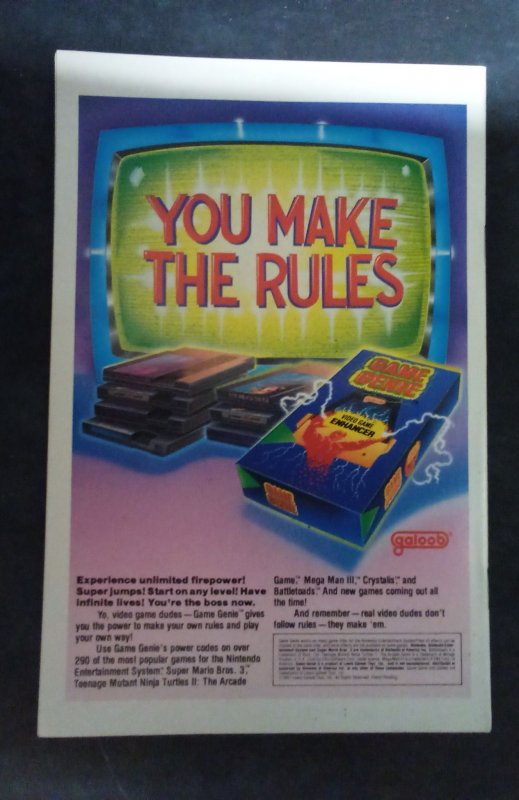 YOU MAKE
THE RULES
GAME
GENIE
VIDEO GAME
ENHANCER
galoob®
Experience unlimited firepower!
Super jumps! Start on any level! Have
infinite lives! You're the boss now.
Yo, video game dudes — Game Genie™ gives
you the power to make your own rules and play
your own way!
Use Game Genie's power codes on over
290 of the most popular games for the Nintendo
Entertainment System.® Super Mario Bros. 3,™
Teenage Mutant Ninja Turtles II: The Arcade
Game,™ Mega Man III,™ Crystalis™ and
Battletoads.™ And new games coming out all
the time!
And remember — real video dudes don't
follow rules — they make 'em.